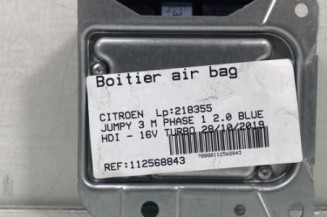 Boitier air bag
CITROEN Lp:218355
JUMPY 3 M PHASE 1 2.0 BLUE
HDI - 16V TURBO 28/10/2019
REF:112568843